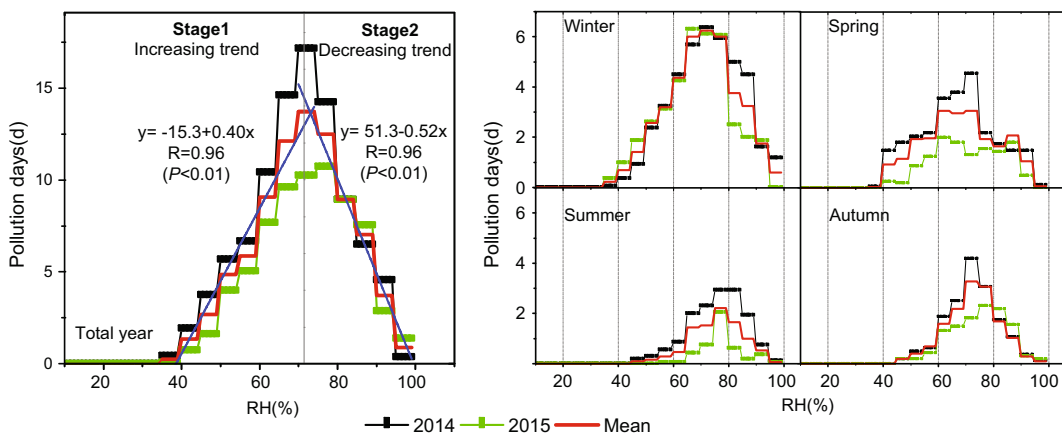 Stage1
Increasing trend
Stage2
Decreasing trend
y= -15.3+0.40x
R=0.96
(P<0.01)
y= 51.3-0.52x
R=0.96
(P<0.01)
Total year
Pollution days(d)
0
5
10
15
20 40 60 80 100
RH(%)
Winter
Spring
Summer
Autumn
Pollution days(d)
6
4
2
0
4
2
0
20 40 60 80 100
20 40 60 80 100
RH(%)
2014 2015 Mean